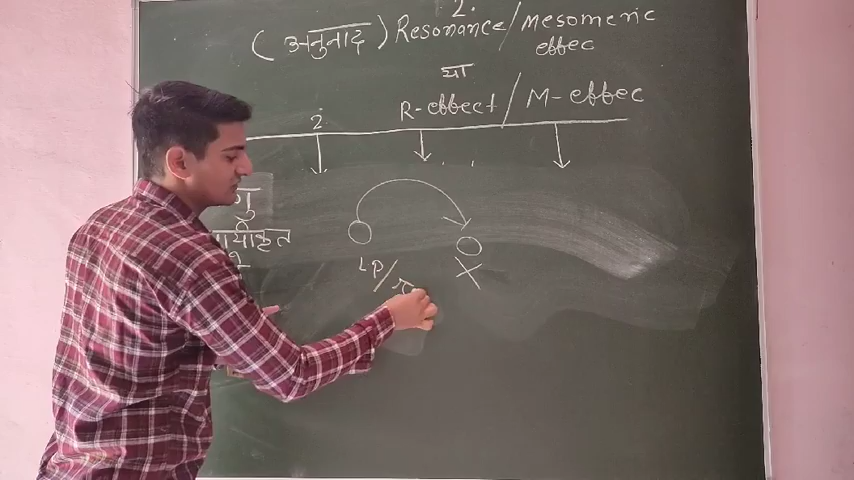 2.
(अनुनाद) Resonance/Mesomeric
effec
या
R-effect/M-effec
2.
LP/π
X